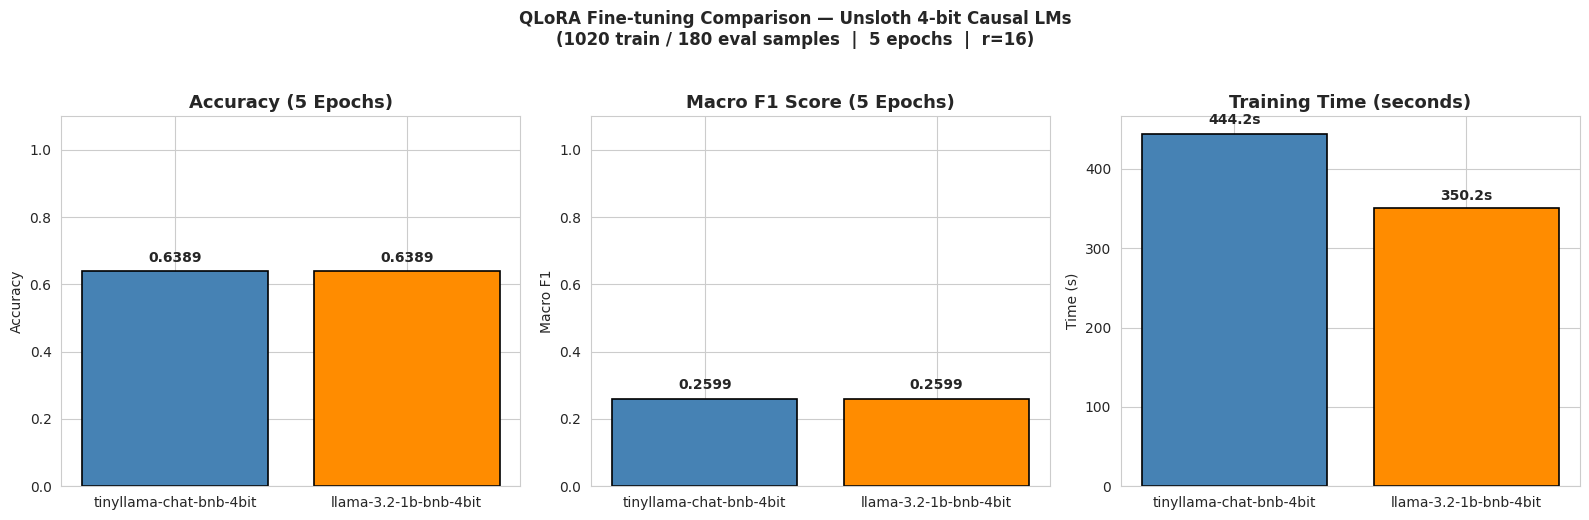 QLoRA Fine-tuning Comparison — Unsloth 4-bit Causal LMs
(1020 train / 180 eval samples | 5 epochs | r=16)
Accuracy (5 Epochs)
Accuracy
1.0
0.8
0.6
0.4
0.2
0.0
0.6389
0.6389
tinyllama-chat-bnb-4bit
llama-3.2-1b-bnb-4bit
Macro F1 Score (5 Epochs)
Macro F1
1.0
0.8
0.6
0.4
0.2
0.0
0.2599
0.2599
tinyllama-chat-bnb-4bit
llama-3.2-1b-bnb-4bit
Training Time (seconds)
Time (s)
400
300
200
100
0
444.2s
350.2s
tinyllama-chat-bnb-4bit
llama-3.2-1b-bnb-4bit